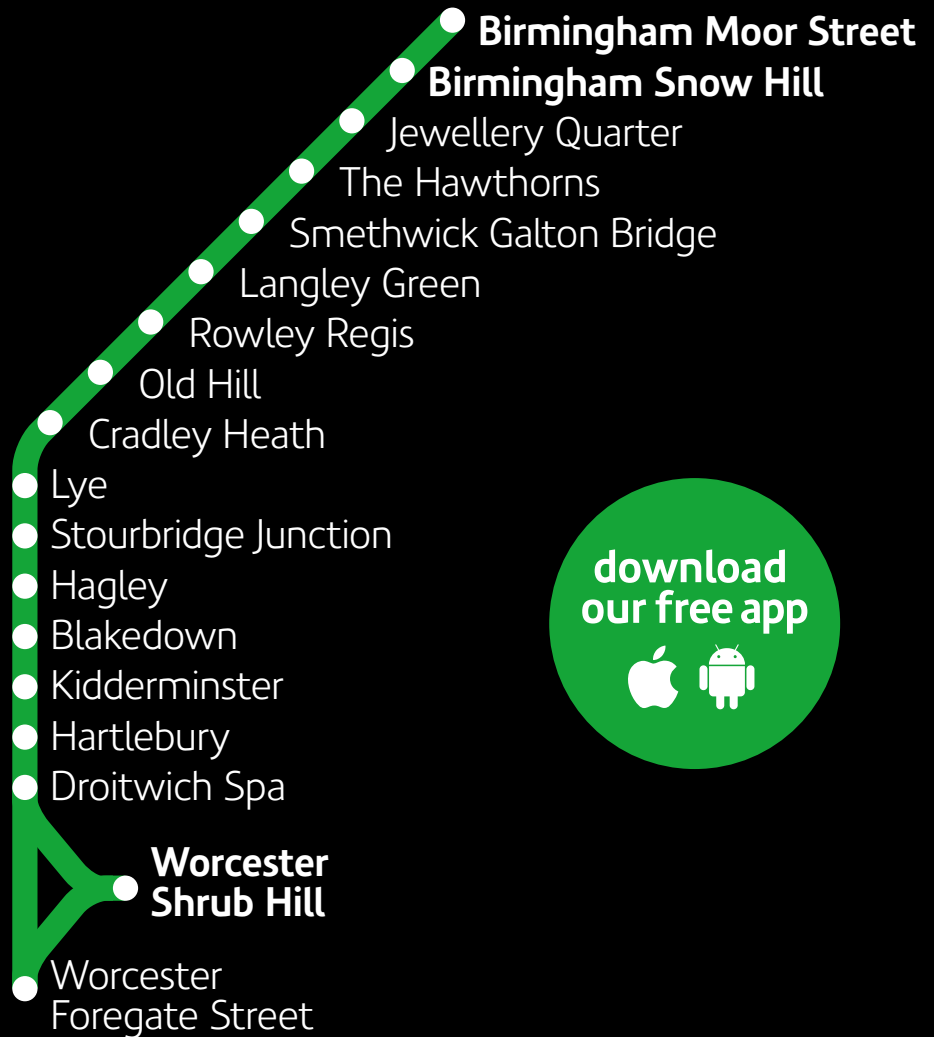 Birmingham Moor Street
Birmingham Snow Hill
Jewellery Quarter
The Hawthorns
Smethwick Galton Bridge
Langley Green
Rowley Regis
Old Hill
Cradley Heath
Lye
Stourbridge Junction
Hagley
Blakedown
Kidderminster
Hartlebury
Droitwich Spa
Worcester
Shrub Hill
Worcester
Foregate Street
download
our free app